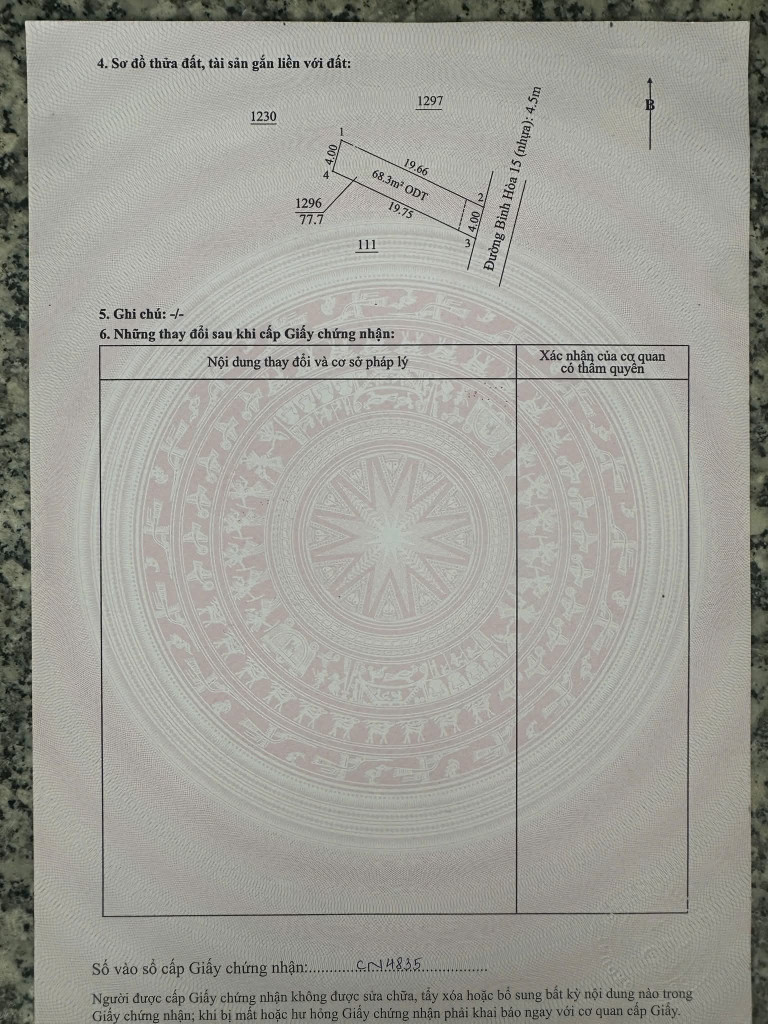 4. Sơ đồ thửa đất, tài sản gắn liền với đất:
1297
1230
B
1
4.00
4
19.66
68.3m² ODT
19.75
2
4.00
3
Đường Bình Hòa 15 (nhựa): 4.5m
1296
77.7
111
5. Ghi chú: -/-
6. Những thay đổi sau khi cấp Giấy chứng nhận:
Nội dung thay đổi và cơ sở pháp lý
Xác nhận của cơ quan
có thẩm quyền
Số vào sổ cấp Giấy chứng nhận:.............CN4835..................
Người được cấp Giấy chứng nhận không được sửa chữa, tẩy xóa hoặc bổ sung bất kỳ nội dung nào trong
Giấy chứng nhận; khi bị mất hoặc hư hỏng Giấy chứng nhận phải khai báo ngay với cơ quan cấp Giấy.